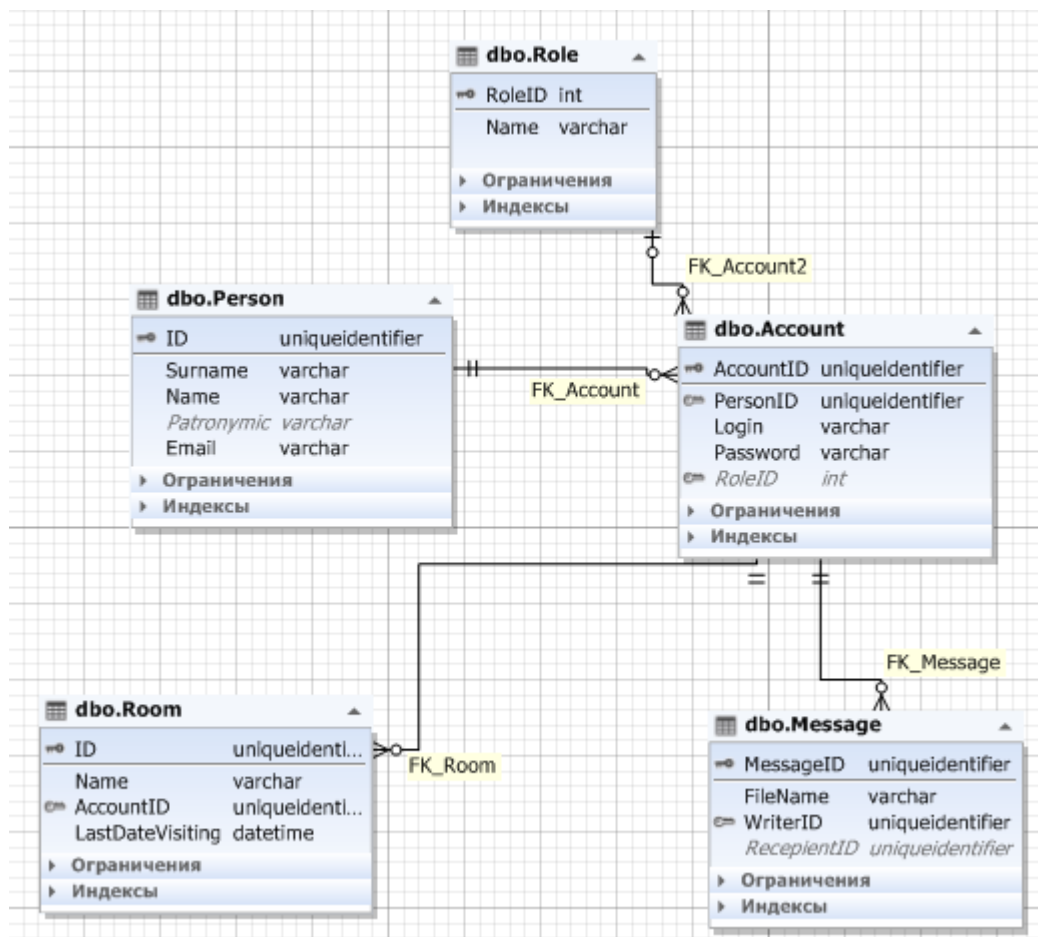 dbo.Role
RoleID int
Name varchar
Ограничения
Индексы
FK_Account2
dbo.Person
ID uniqueidentifier
Surname varchar
Name varchar
Patronymic varchar
Email varchar
Ограничения
Индексы
FK_Account
dbo.Account
AccountID uniqueidentifier
PersonID uniqueidentifier
Login varchar
Password varchar
RoleID int
Ограничения
Индексы
dbo.Room
ID uniqueidenti...
Name varchar
AccountID uniqueidenti...
LastDateVisiting datetime
Ограничения
Индексы
FK_Room
FK_Message
dbo.Message
MessageID uniqueidentifier
FileName varchar
WriterID uniqueidentifier
RecepientID uniqueidentifier
Ограничения
Индексы